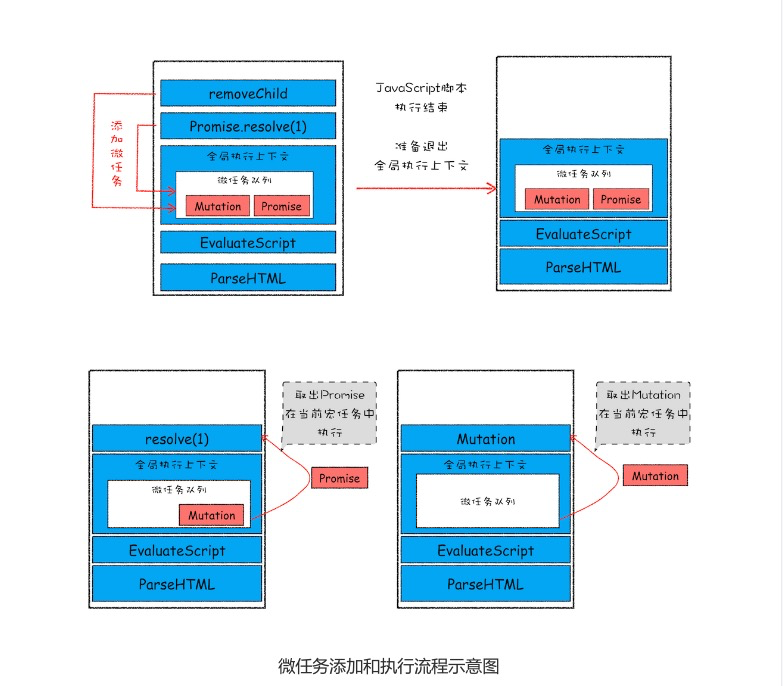 removeChild
Promise.resolve(1)
添加微任务
全局执行上下文
微任务队列
Mutation
Promise
EvaluateScript
ParseHTML
JavaScript脚本
执行结束
准备退出
全局执行上下文
全局执行上下文
微任务队列
Mutation
Promise
EvaluateScript
ParseHTML
取出Promise
在当前宏任务中
执行
resolve(1)
全局执行上下文
微任务队列
Mutation
Promise
EvaluateScript
ParseHTML
取出Mutation
在当前宏任务中
执行
Mutation
全局执行上下文
微任务队列
Mutation
EvaluateScript
ParseHTML
微任务添加和执行流程示意图